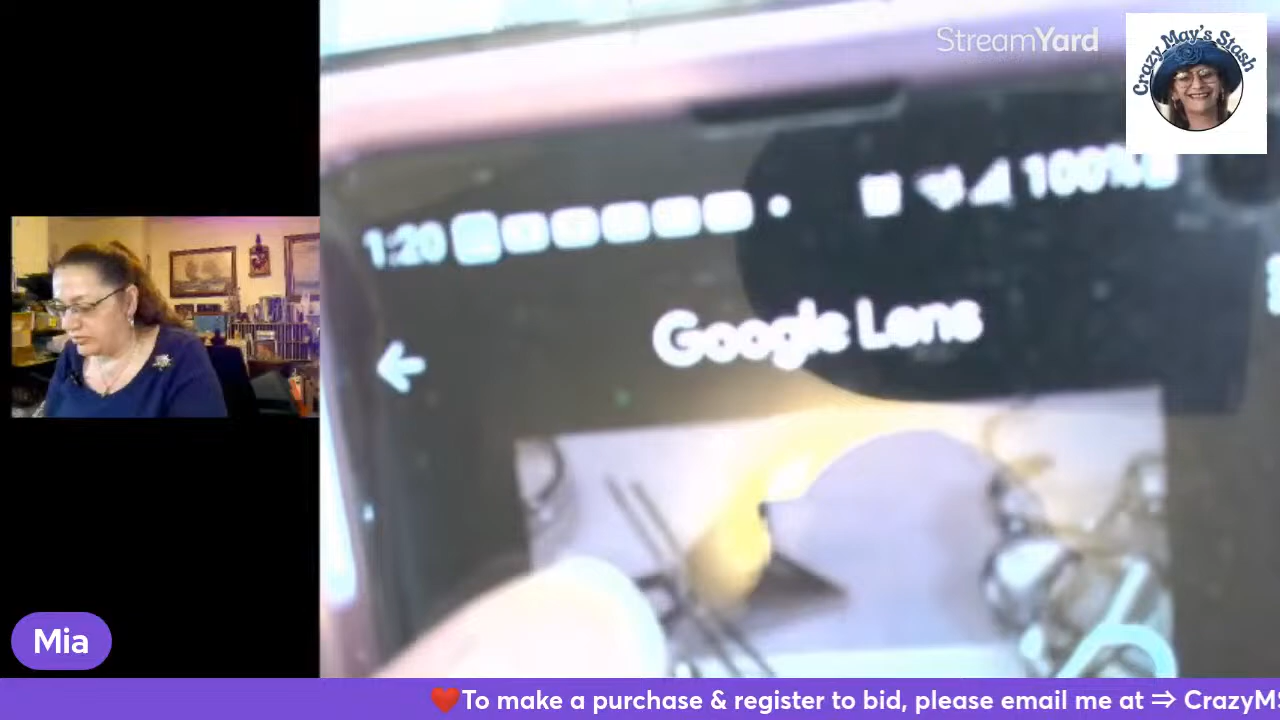 StreamYard
Crazy May's Stash
1:20
100%
Google Lens
Mia
❤️To make a purchase & register to bid, please email me at ⇒ CrazyMS